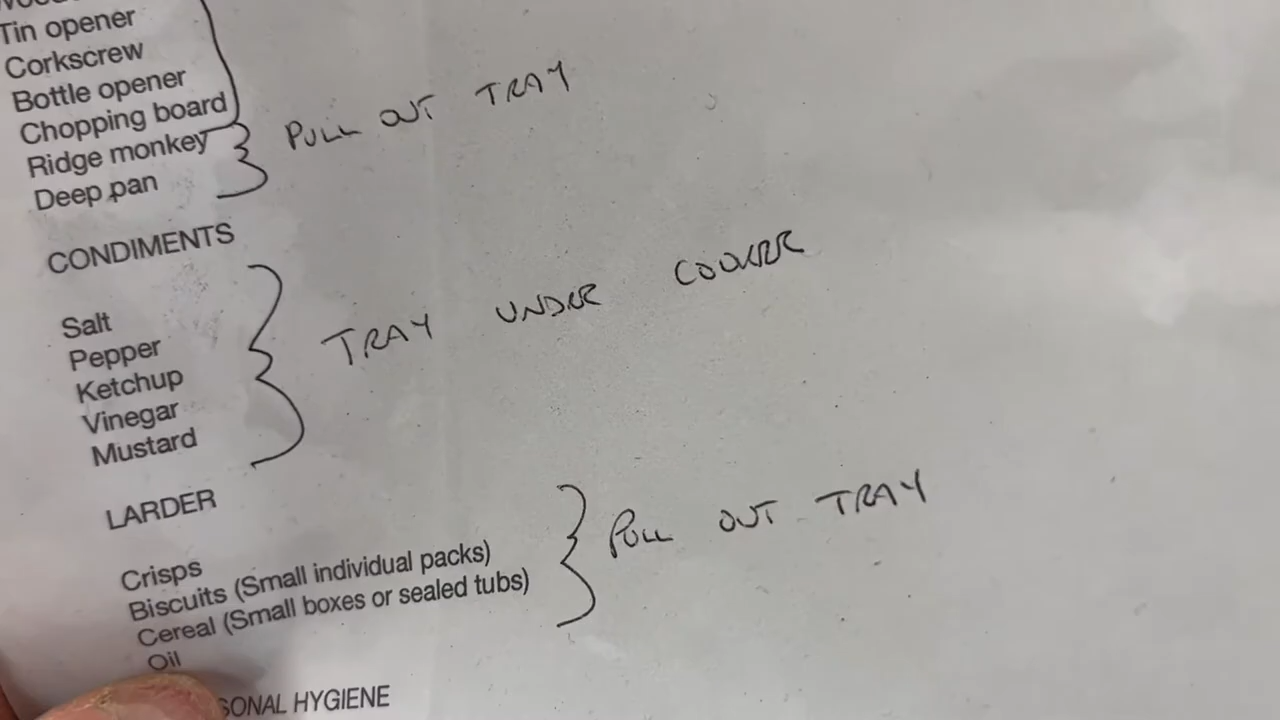 Tin opener
Corkscrew
Bottle opener
Chopping board
Ridge monkey
Deep pan
PULL OUT TRAY
CONDIMENTS
Salt
Pepper
Ketchup
Vinegar
Mustard
TRAY UNDER COOKER
LARDER
Crisps
Biscuits (Small individual packs)
Cereal (Small boxes or sealed tubs)
Oil
PULL OUT TRAY
HYGIENE